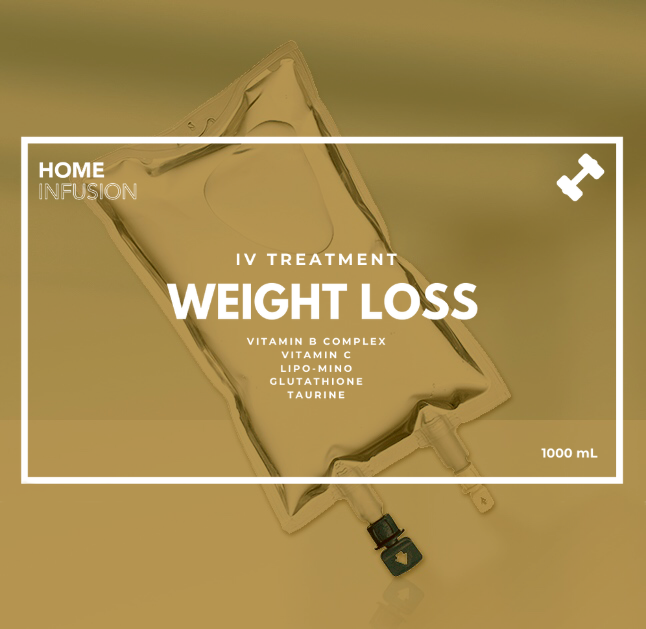 HOME
INFUSION
IV TREATMENT
WEIGHT LOSS
VITAMIN B COMPLEX
VITAMIN C
LIPO-MINO
GLUTATHIONE
TAURINE
1000 mL